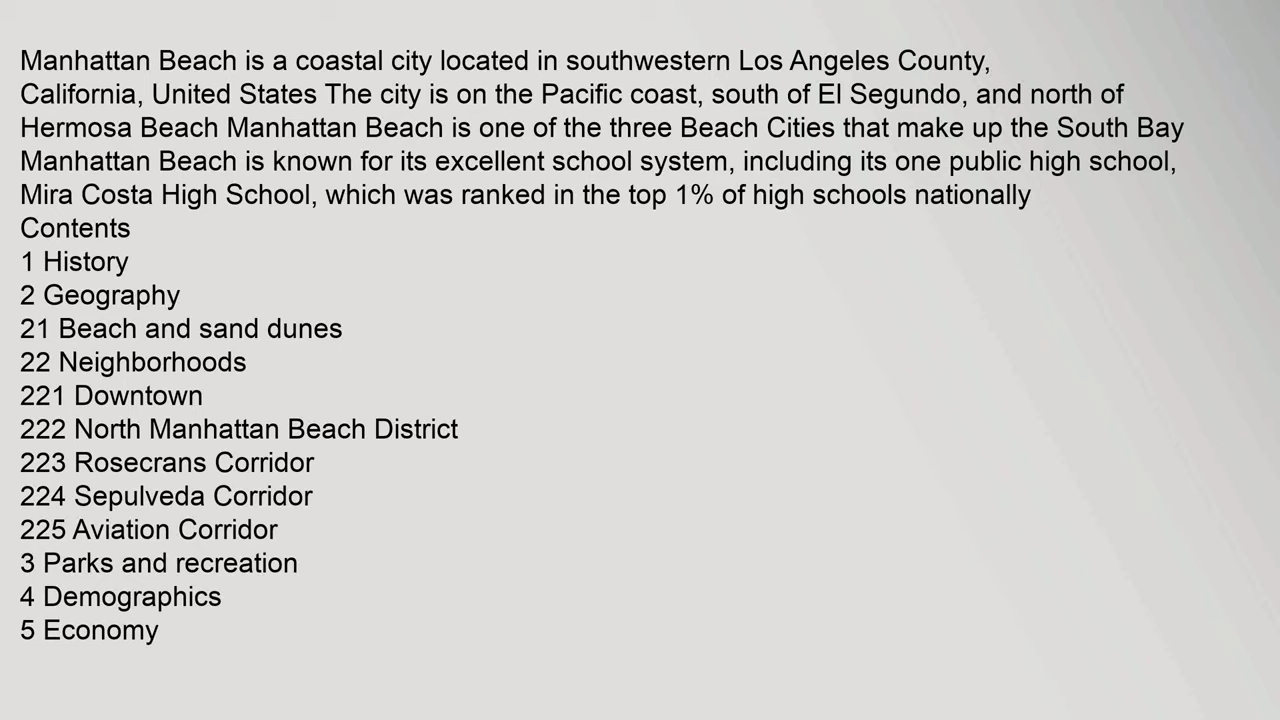 Manhattan Beach is a coastal city located in southwestern Los Angeles County,
California, United States The city is on the Pacific coast, south of El Segundo, and north of
Hermosa Beach Manhattan Beach is one of the three Beach Cities that make up the South Bay
Manhattan Beach is known for its excellent school system, including its one public high school,
Mira Costa High School, which was ranked in the top 1% of high schools nationally
Contents
1 History
2 Geography
21 Beach and sand dunes
22 Neighborhoods
221 Downtown
222 North Manhattan Beach District
223 Rosecrans Corridor
224 Sepulveda Corridor
225 Aviation Corridor
3 Parks and recreation
4 Demographics
5 Economy